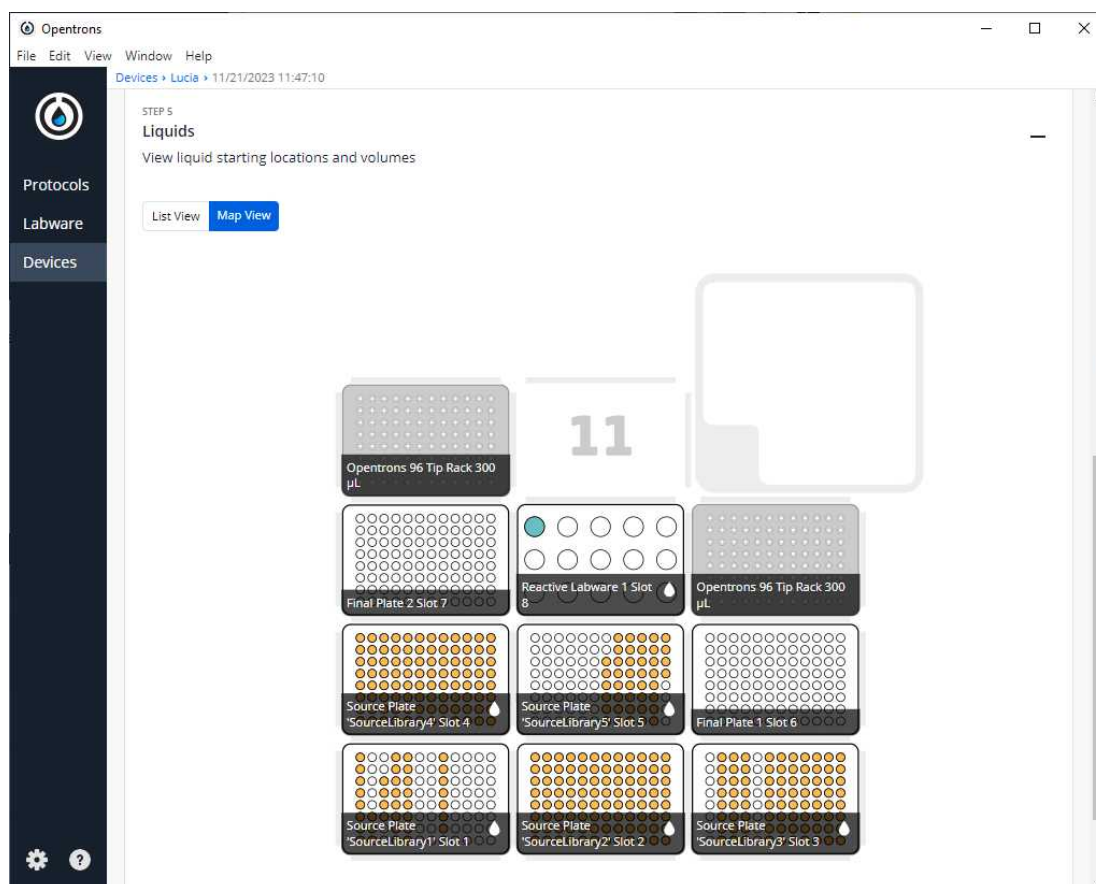 Opentrons
File Edit View Window Help
Devices › Lucia › 11/21/2023 11:47:10
STEP 5
Liquids
View liquid starting locations and volumes
Protocols
Labware
Devices
List View
Map View
11
Opentrons 96 Tip Rack 300
µL
Final Plate 2 Slot 7
Reactive Labware 1 Slot
8
Opentrons 96 Tip Rack 300
µL
Source Plate
'SourceLibrary4' Slot 4
Source Plate
'SourceLibrary5' Slot 5
Final Plate 1 Slot 6
Source Plate
'SourceLibrary1' Slot 1
Source Plate
'SourceLibrary2' Slot 2
Source Plate
'SourceLibrary3' Slot 3
?